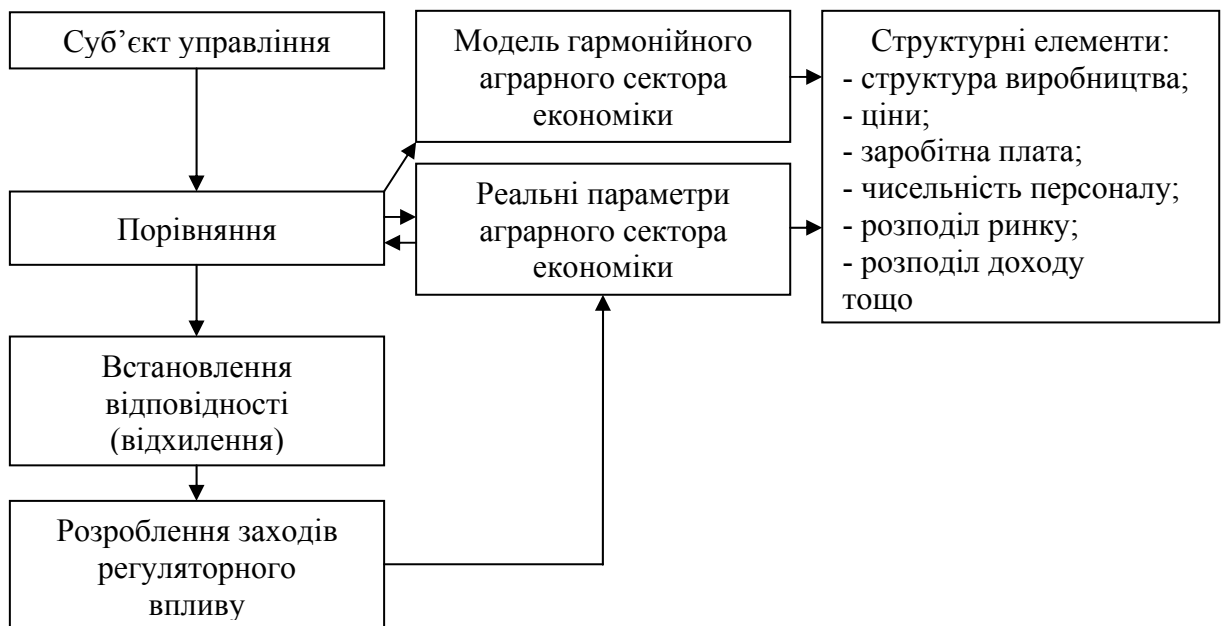 Суб’єкт управління
Модель гармонійного
аграрного сектора
економіки
Структурні елементи:
- структура виробництва;
- ціни;
- заробітна плата;
- чисельність персоналу;
- розподіл ринку;
- розподіл доходу
тощо
Порівняння
Реальні параметри
аграрного сектора
економіки
Встановлення
відповідності
(відхилення)
Розроблення заходів
регуляторного
впливу